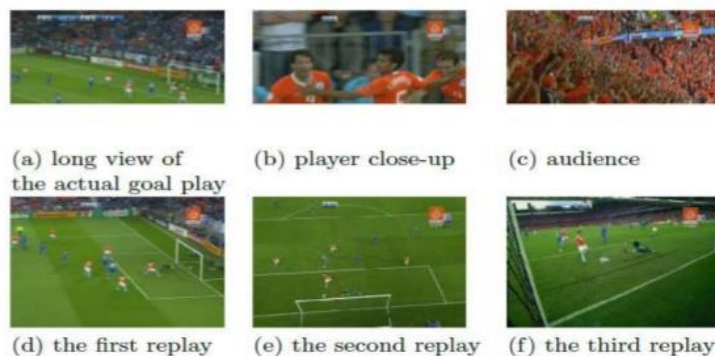 (a) long view of
the actual goal play
(b) player close-up
(c) audience
(d) the first replay
(e) the second replay
(f) the third replay